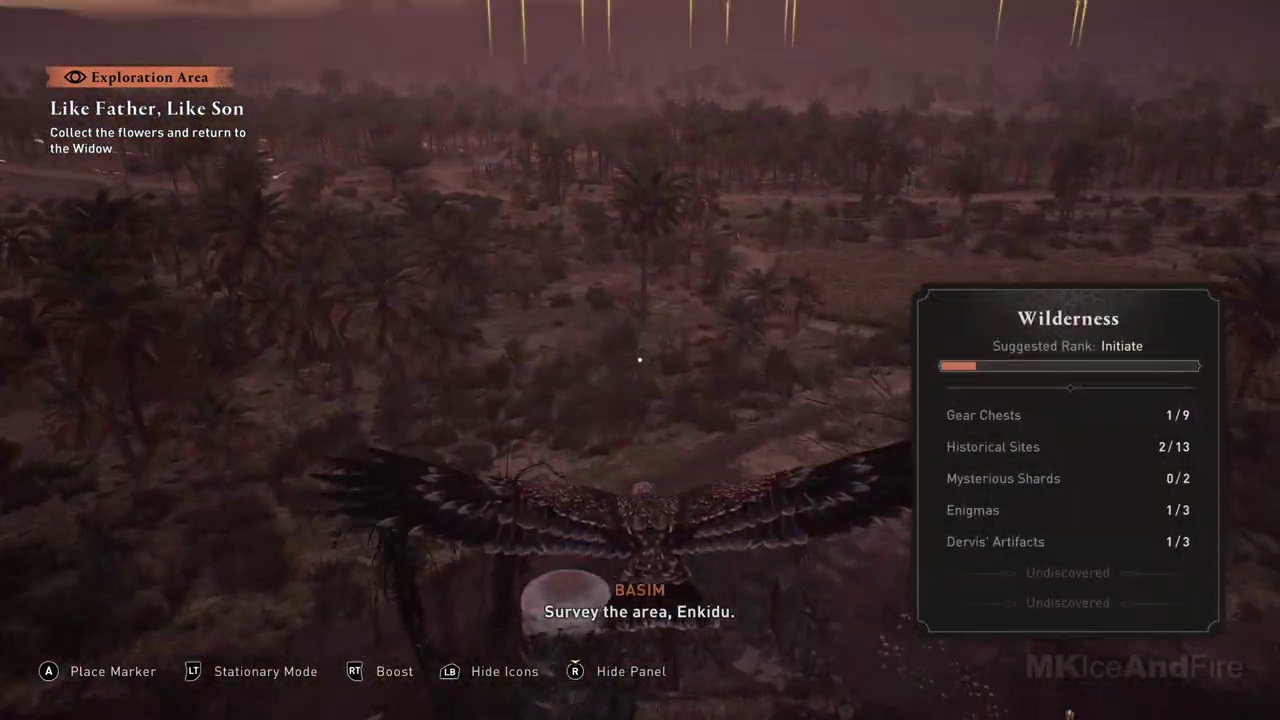 Exploration Area
Like Father, Like Son
Collect the flowers and return to
the Widow
Wilderness
Suggested Rank: Initiate
Gear Chests 1/9
Historical Sites 2/13
Mysterious Shards 0/2
Enigmas 1/3
Dervis' Artifacts 1/3
Undiscovered
Undiscovered
BASIM
Survey the area, Enkidu.
A Place Marker LT Stationary Mode RT Boost LB Hide Icons R Hide Panel
MKIceAndFire